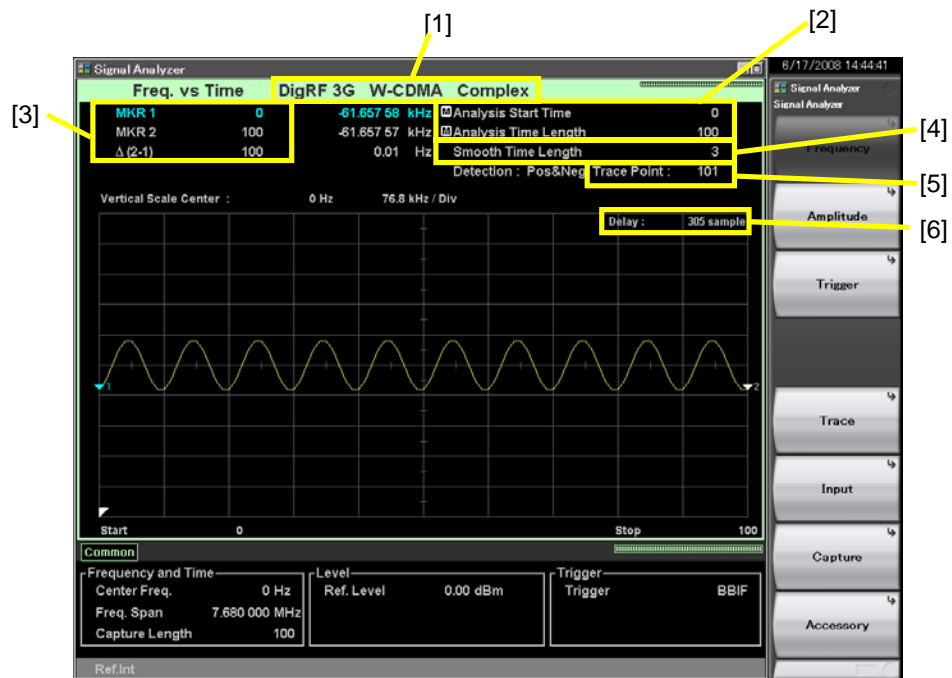 [1]
[2]
Signal Analyzer
6/17/2008 14:44:41
Freq. vs Time DigRF 3G W-CDMA Complex
Signal Analyzer
Signal Analyzer
[3]
MKR 1 0 -61.657 58 kHz M Analysis Start Time 0
MKR 2 100 -61.657 57 kHz M Analysis Time Length 100
[4]
Δ (2-1) 100 0.01 Hz Smooth Time Length 3
Frequency
Detection : Pos&Neg Trace Point : 101
[5]
Vertical Scale Center : 0 Hz 76.8 kHz / Div
Delay : 305 sample
Amplitude
[6]
Trigger
1
2
Trace
Input
Start 0 Stop 100
Common
Capture
Frequency and Time Level Trigger
Center Freq. 0 Hz Ref. Level 0.00 dBm Trigger BBIF
Freq. Span 7.680 000 MHz
Capture Length 100
Accessory
Ref.Int